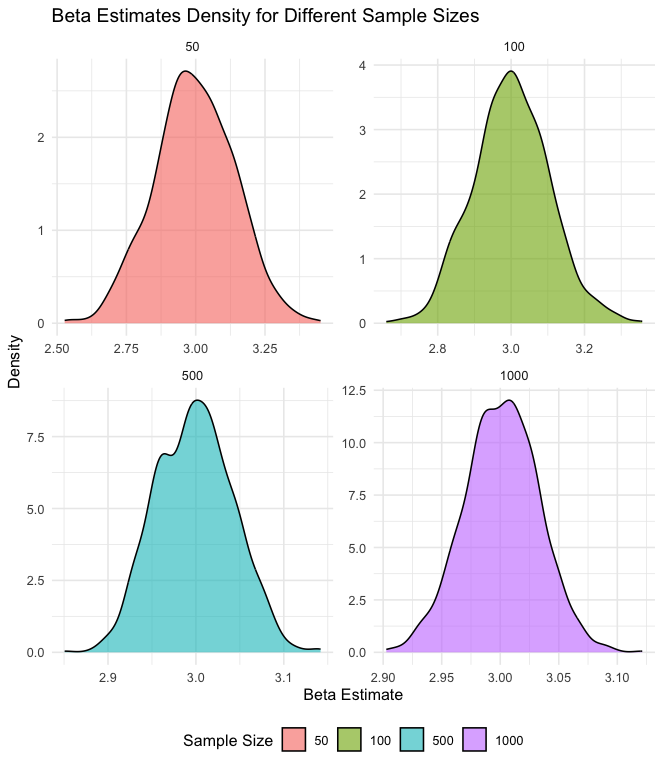 Beta Estimates Density for Different Sample Sizes
50
100
2
1
0
2.50 2.75 3.00 3.25
4
3
2
1
0
2.8 3.0 3.2
Density
500
1000
7.5
5.0
2.5
0.0
2.9 3.0 3.1
12.5
10.0
7.5
5.0
2.5
0.0
2.90 2.95 3.00 3.05 3.10
Beta Estimate
Sample Size 50 100 500 1000